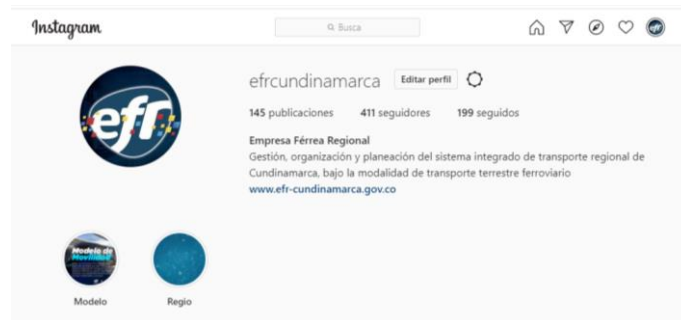 Instagram
Busca
efrcundinamarca Editar perfil
145 publicaciones 411 seguidores 199 seguidos
Empresa Férrea Regional
Gestión, organización y planeación del sistema integrado de transporte regional de
Cundinamarca, bajo la modalidad de transporte terrestre ferroviario
www.efr-cundinamarca.gov.co
efr
Modelo de
Movilidad
Modelo Regio